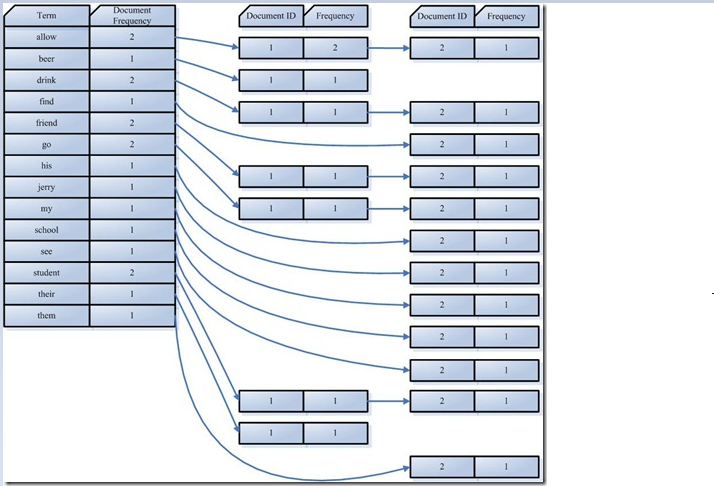 Term Document Frequency
allow 2
beer 1
drink 2
find 1
friend 2
go 2
his 1
jerry 1
my 1
school 1
see 1
student 2
their 1
them 1
Document ID Frequency Document ID Frequency
1 2 2 1
1 1
1 1 2 1
2 1
1 1 2 1
1 1 2 1
2 1
2 1
2 1
2 1
2 1
1 1 2 1
1 1
2 1